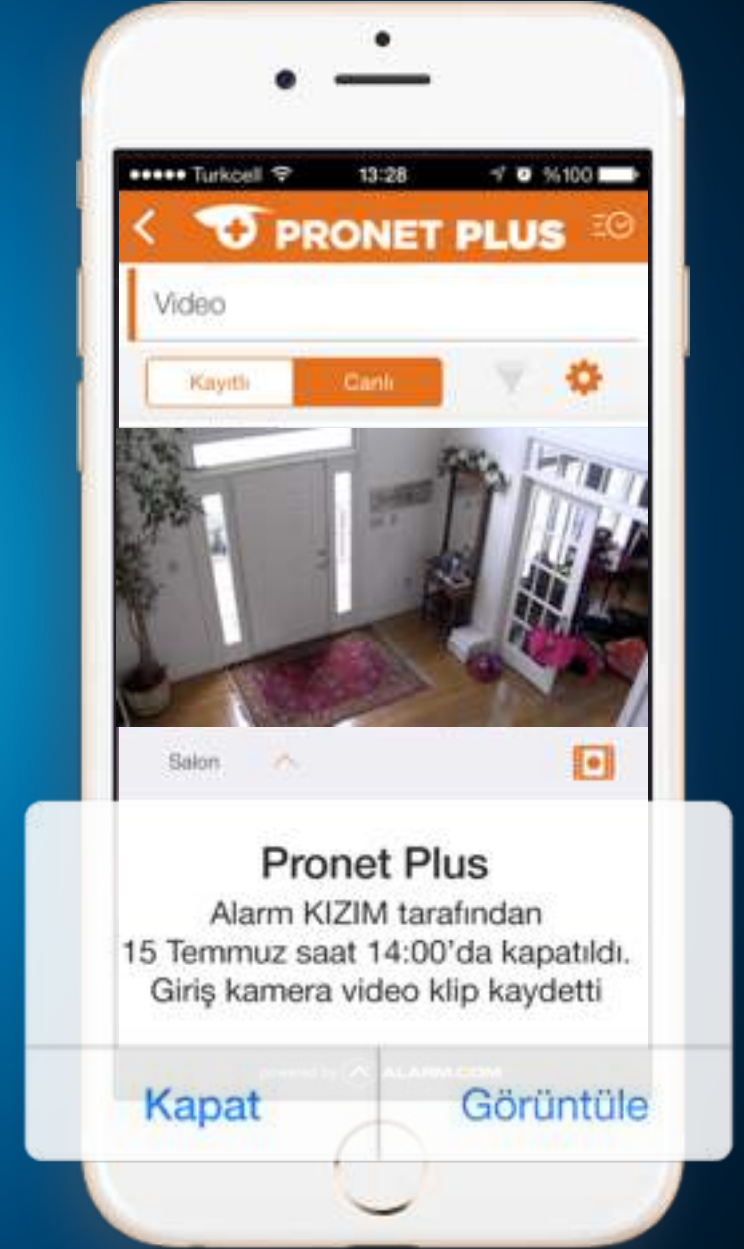 Turkcell 13:28 %100
PRONET PLUS
Video
Kayıtlı Canlı
Salon
Pronet Plus
Alarm KIZIM tarafından
15 Temmuz saat 14:00’da kapatıldı.
Giriş kamera video klip kaydetti
powered by ALARM.COM
Kapat Görüntüle